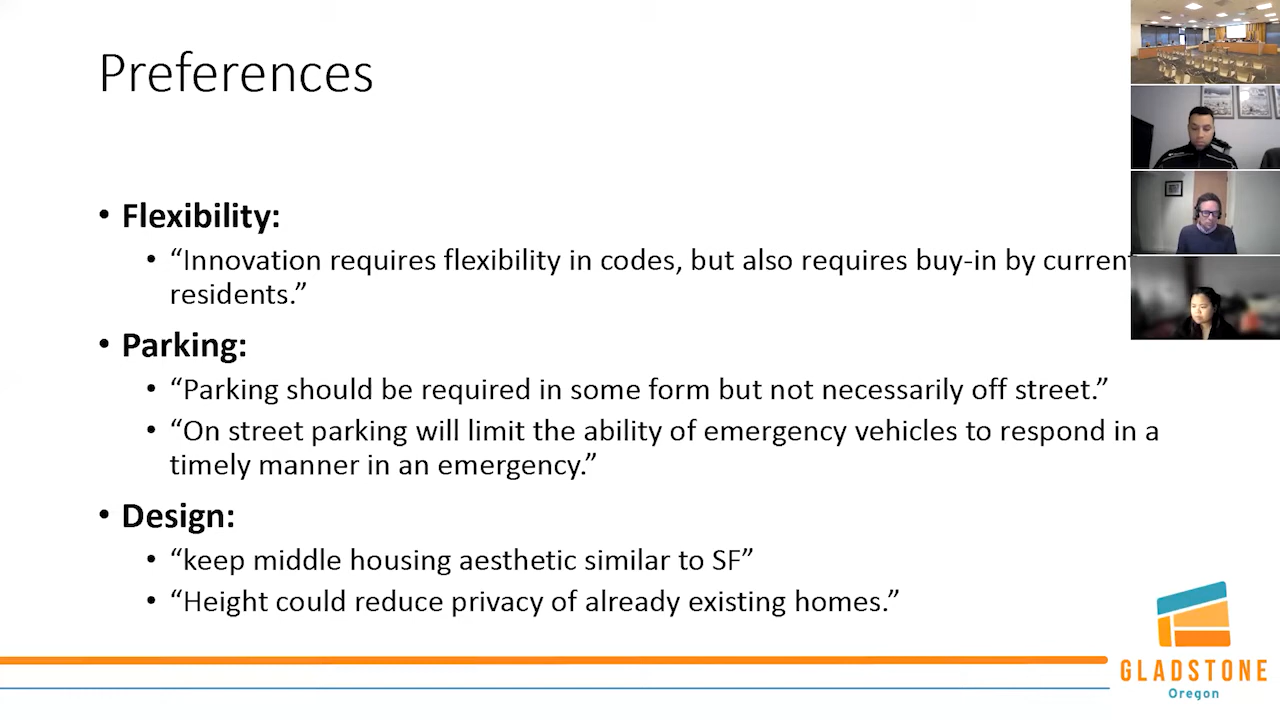 Preferences
• Flexibility:
• “Innovation requires flexibility in codes, but also requires buy-in by current
residents.”
• Parking:
• “Parking should be required in some form but not necessarily off street.”
• “On street parking will limit the ability of emergency vehicles to respond in a
timely manner in an emergency.”
• Design:
• “keep middle housing aesthetic similar to SF”
• “Height could reduce privacy of already existing homes.”
GLADSTONE
Oregon